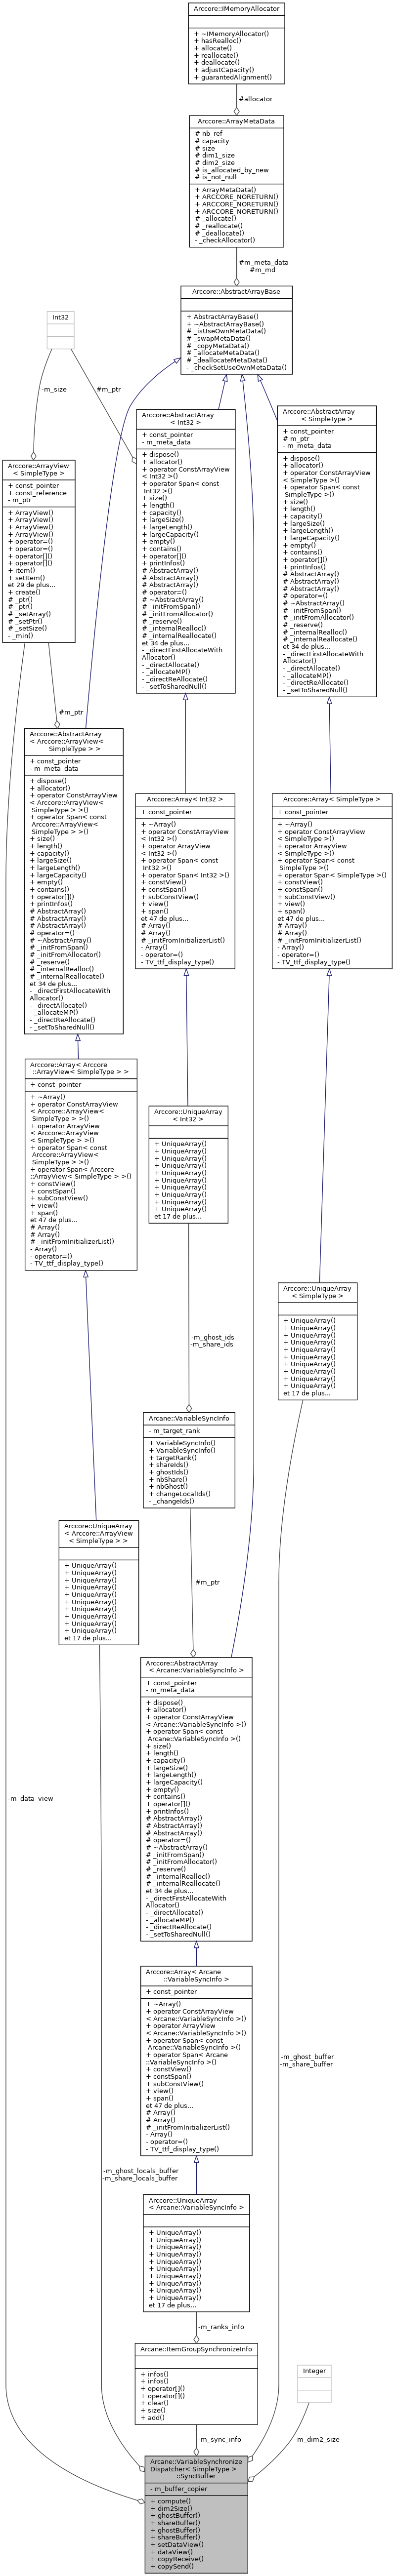 Arccore::IMemoryAllocator
+ ~IMemoryAllocator()
+ hasRealloc()
+ allocate()
+ reallocate()
+ deallocate()
+ adjustCapacity()
+ guarantedAlignment()
#allocator
Arccore::ArrayMetaData
# nb_ref
# capacity
# size
# dim1_size
# dim2_size
# is_allocated_by_new
# is_not_null
+ ArrayMetaData()
+ ARCCORE_NORETURN()
+ ARCCORE_NORETURN()
+ ARCCORE_NORETURN()
# _allocate()
# _reallocate()
# _deallocate()
- _checkAllocator()
#m_meta_data
#m_md
Arccore::AbstractArrayBase
+ AbstractArrayBase()
+ ~AbstractArrayBase()
# _isUseOwnMetaData()
# _swapMetaData()
# _copyMetaData()
# _allocateMetaData()
# _deallocateMetaData()
- _checkSetUseOwnMetaData()
Int32
-m_size
#m_ptr
Arccore::ArrayView
< SimpleType >
+ const_pointer
+ const_reference
- m_ptr
+ ArrayView()
+ ArrayView()
+ ArrayView()
+ ArrayView()
+ operator=()
+ operator=()
+ operator[]()
+ operator[]()
+ item()
+ setItem()
et 29 de plus...
+ create()
# _ptr()
# _ptr()
# _setArray()
# _setPtr()
# _setSize()
- _min()
#m_ptr
Arccore::AbstractArray
< Int32 >
+ const_pointer
- m_meta_data
+ dispose()
+ allocator()
+ operator ConstArrayView
< Int32 >()
+ operator Span< const
Int32 >()
+ size()
+ length()
+ capacity()
+ largeSize()
+ largeLength()
+ largeCapacity()
+ empty()
+ contains()
+ operator[]()
+ printInfos()
# AbstractArray()
# AbstractArray()
# AbstractArray()
# operator=()
# ~AbstractArray()
# _initFromSpan()
# _initFromAllocator()
# _reserve()
# _internalRealloc()
# _internalReallocate()
et 34 de plus...
- _directFirstAllocateWith
Allocator()
- _directAllocate()
- _allocateMP()
- _directReAllocate()
- _setToSharedNull()
Arccore::AbstractArray
< SimpleType >
+ const_pointer
# m_ptr
- m_meta_data
+ dispose()
+ allocator()
+ operator ConstArrayView
< SimpleType >()
+ operator Span< const
SimpleType >()
+ size()
+ length()
+ capacity()
+ largeSize()
+ largeLength()
+ largeCapacity()
+ empty()
+ contains()
+ operator[]()
+ printInfos()
# AbstractArray()
# AbstractArray()
# AbstractArray()
# operator=()
# ~AbstractArray()
# _initFromSpan()
# _initFromAllocator()
# _reserve()
# _internalRealloc()
# _internalReallocate()
et 34 de plus...
- _directFirstAllocateWith
Allocator()
- _directAllocate()
- _allocateMP()
- _directReAllocate()
- _setToSharedNull()
Arccore::AbstractArray
< Arccore::ArrayView<
SimpleType > >
+ const_pointer
- m_meta_data
+ dispose()
+ allocator()
+ operator ConstArrayView
< Arccore::ArrayView<
SimpleType > >()
+ operator Span< const
Arccore::ArrayView<
SimpleType > >()
+ size()
+ length()
+ capacity()
+ largeSize()
+ largeLength()
+ largeCapacity()
+ empty()
+ contains()
+ operator[]()
+ printInfos()
# AbstractArray()
# AbstractArray()
# AbstractArray()
# operator=()
# ~AbstractArray()
# _initFromSpan()
# _initFromAllocator()
# _reserve()
# _internalRealloc()
# _internalReallocate()
et 34 de plus...
- _directFirstAllocateWith
Allocator()
- _directAllocate()
- _allocateMP()
- _directReAllocate()
- _setToSharedNull()
Arccore::Array< Int32 >
+ const_pointer
+ ~Array()
+ operator ConstArrayView
< Int32 >()
+ operator ArrayView
< Int32 >()
+ operator Span< const
Int32 >()
+ operator Span< Int32 >()
+ constView()
+ constSpan()
+ subConstView()
+ view()
+ span()
et 47 de plus...
# Array()
# Array()
# _initFromInitializerList()
- Array()
- operator=()
- TV_ttf_display_type()
Arccore::Array< SimpleType >
+ const_pointer
+ ~Array()
+ operator ConstArrayView
< SimpleType >()
+ operator ArrayView
< SimpleType >()
+ operator Span< const
SimpleType >()
+ operator Span< SimpleType >()
+ constView()
+ constSpan()
+ subConstView()
+ view()
+ span()
et 47 de plus...
# Array()
# Array()
# _initFromInitializerList()
- Array()
- operator=()
- TV_ttf_display_type()
Arccore::Array< Arccore
::ArrayView< SimpleType > >
+ const_pointer
+ ~Array()
+ operator ConstArrayView
< Arccore::ArrayView<
SimpleType > >()
+ operator ArrayView
< Arccore::ArrayView
< SimpleType > >()
+ operator Span< const
Arccore::ArrayView<
SimpleType > >()
+ operator Span< Arccore
::ArrayView< SimpleType > >()
+ constView()
+ constSpan()
+ subConstView()
+ view()
+ span()
et 47 de plus...
# Array()
# Array()
# _initFromInitializerList()
- Array()
- operator=()
- TV_ttf_display_type()
Arccore::UniqueArray
< Int32 >
+ UniqueArray()
+ UniqueArray()
+ UniqueArray()
+ UniqueArray()
+ UniqueArray()
+ UniqueArray()
+ UniqueArray()
+ UniqueArray()
+ UniqueArray()
+ UniqueArray()
et 17 de plus...
Arccore::UniqueArray
< SimpleType >
+ UniqueArray()
+ UniqueArray()
+ UniqueArray()
+ UniqueArray()
+ UniqueArray()
+ UniqueArray()
+ UniqueArray()
+ UniqueArray()
+ UniqueArray()
+ UniqueArray()
et 17 de plus...
-m_ghost_ids
-m_share_ids
Arcane::VariableSyncInfo
- m_target_rank
+ VariableSyncInfo()
+ VariableSyncInfo()
+ targetRank()
+ shareIds()
+ ghostIds()
+ nbShare()
+ nbGhost()
+ changeLocalIds()
- _changeIds()
Arccore::UniqueArray
< Arccore::ArrayView
< SimpleType > >
+ UniqueArray()
+ UniqueArray()
+ UniqueArray()
+ UniqueArray()
+ UniqueArray()
+ UniqueArray()
+ UniqueArray()
+ UniqueArray()
+ UniqueArray()
+ UniqueArray()
et 17 de plus...
#m_ptr
Arccore::AbstractArray
< Arcane::VariableSyncInfo >
+ const_pointer
- m_meta_data
+ dispose()
+ allocator()
+ operator ConstArrayView
< Arcane::VariableSyncInfo >()
+ operator Span< const
Arcane::VariableSyncInfo >()
+ size()
+ length()
+ capacity()
+ largeSize()
+ largeLength()
+ largeCapacity()
+ empty()
+ contains()
+ operator[]()
+ printInfos()
# AbstractArray()
# AbstractArray()
# AbstractArray()
# operator=()
# ~AbstractArray()
# _initFromSpan()
# _initFromAllocator()
# _reserve()
# _internalRealloc()
# _internalReallocate()
et 34 de plus...
- _directFirstAllocateWith
Allocator()
- _directAllocate()
- _allocateMP()
- _directReAllocate()
- _setToSharedNull()
-m_data_view
Arccore::Array< Arcane
::VariableSyncInfo >
+ const_pointer
+ ~Array()
+ operator ConstArrayView
< Arcane::VariableSyncInfo >()
+ operator ArrayView
< Arcane::VariableSyncInfo >()
+ operator Span< const
Arcane::VariableSyncInfo >()
+ operator Span< Arcane
::VariableSyncInfo >()
+ constView()
+ constSpan()
+ subConstView()
+ view()
+ span()
et 47 de plus...
# Array()
# Array()
# _initFromInitializerList()
- Array()
- operator=()
- TV_ttf_display_type()
-m_ghost_buffer
-m_share_buffer
-m_ghost_locals_buffer
-m_share_locals_buffer
Arccore::UniqueArray
< Arcane::VariableSyncInfo >
+ UniqueArray()
+ UniqueArray()
+ UniqueArray()
+ UniqueArray()
+ UniqueArray()
+ UniqueArray()
+ UniqueArray()
+ UniqueArray()
+ UniqueArray()
+ UniqueArray()
et 17 de plus...
-m_ranks_info
Arcane::ItemGroupSynchronizeInfo
+ infos()
+ infos()
+ operator[]()
+ operator[]()
+ clear()
+ size()
+ add()
Integer
-m_sync_info
-m_dim2_size
Arcane::VariableSynchronize
Dispatcher< SimpleType >
::SyncBuffer
- m_buffer_copier
+ compute()
+ dim2Size()
+ ghostBuffer()
+ shareBuffer()
+ ghostBuffer()
+ shareBuffer()
+ setDataView()
+ dataView()
+ copyReceive()
+ copySend()